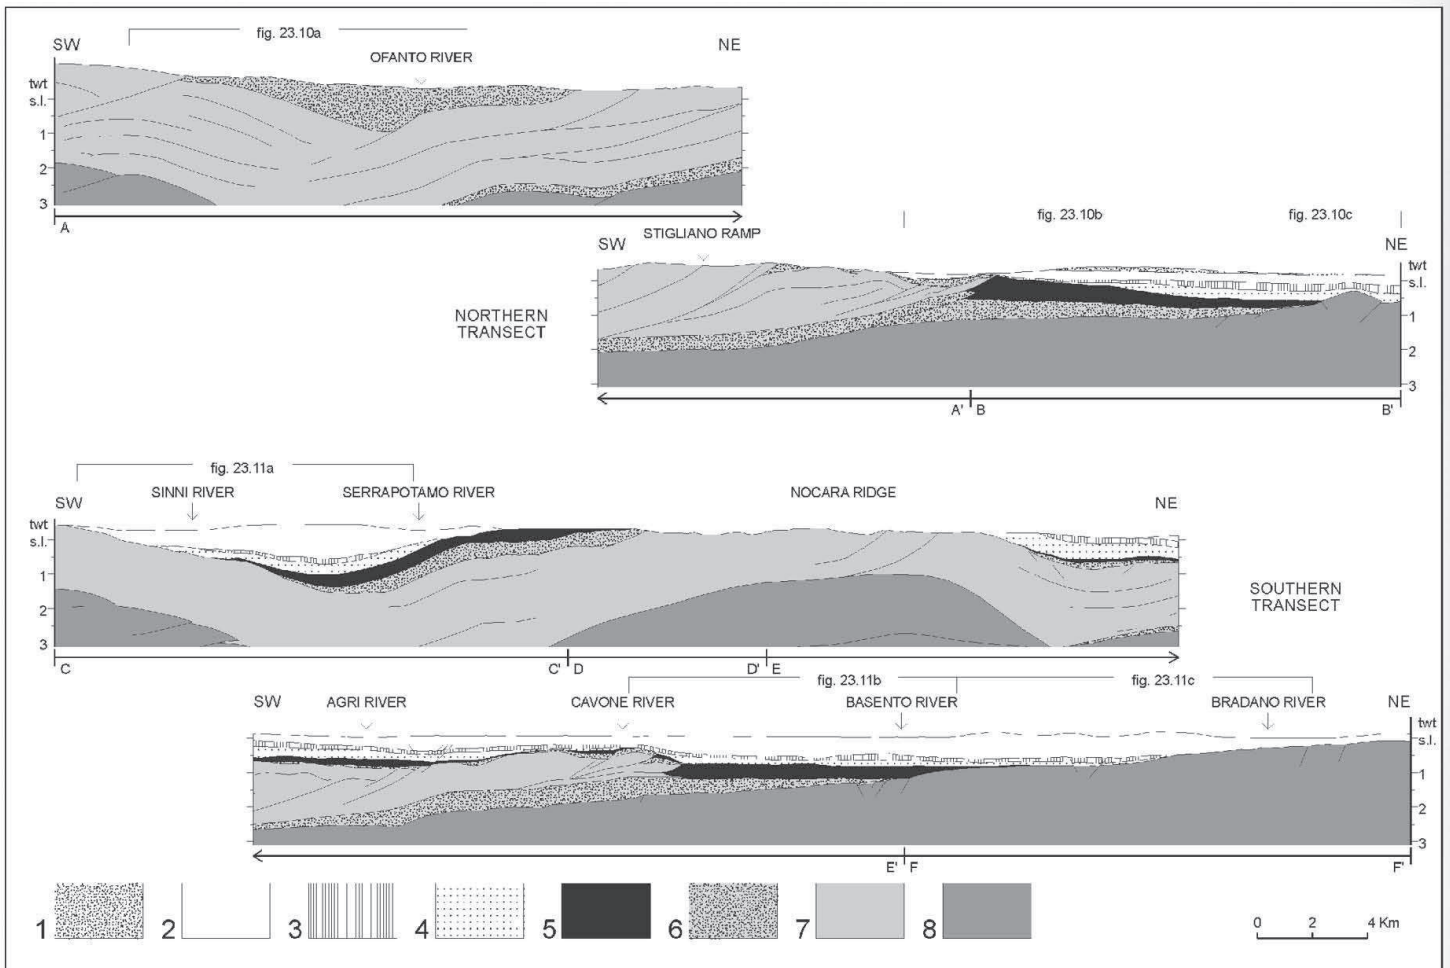 fig. 23.10a
SW
OFANTO RIVER
NE
twt
s.l.
1
2
3
A
fig. 23.10b
fig. 23.10c
SW
STIGLIANO RAMP
NE
twt
s.l.
NORTHERN
TRANSECT
1
2
3
A'
B
B'
fig. 23.11a
SW
SINNI RIVER
SERRAPOTAMO RIVER
NOCARA RIDGE
NE
twt
s.l.
1
2
3
SOUTHERN
TRANSECT
C
C'
D
D'
E
fig. 23.11b
fig. 23.11c
SW
AGRI RIVER
CAVONE RIVER
BASENTO RIVER
BRADANO RIVER
NE
twt
s.l.
1
2
3
E'
F
F'
1
2
3
4
5
6
7
8
0 2 4 Km